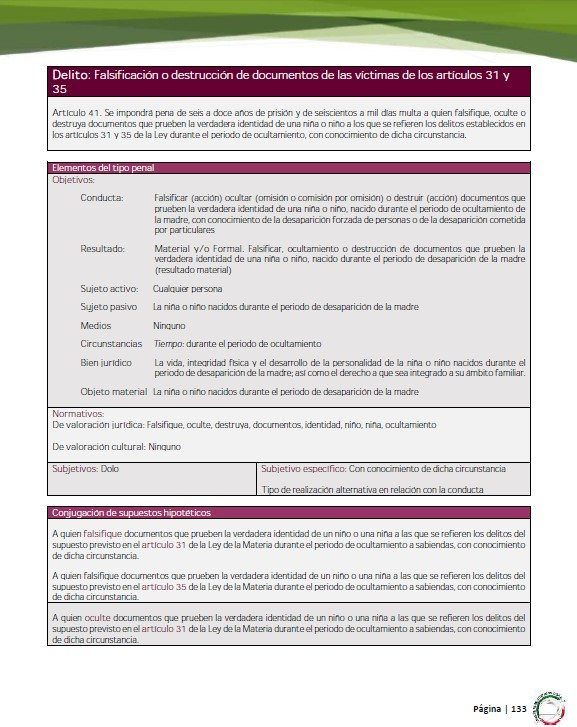 Delito: Falsificación o destrucción de documentos de las víctimas de los artículos 31 y
35
Artículo 41. Se impondrá pena de seis a doce años de prisión y de seiscientos a mil días multa a quien falsifique, oculte o
destruya documentos que prueben la verdadera identidad de una niña o niño a los que se refieren los delitos establecidos en
los artículos 31 y 35 de la Ley durante el periodo de ocultamiento, con conocimiento de dicha circunstancia.
Elementos del tipo penal
Objetivos:
Conducta: Falsificar (acción) ocultar (omisión o comisión por omisión) o destruir (acción) documentos que
prueben la verdadera identidad de una niña o niño, nacido durante el periodo de ocultamiento de
la madre, con conocimiento de la desaparición forzada de personas o de la desaparición cometida
por particulares
Resultado: Material y/o Formal. Falsificar, ocultamiento o destrucción de documentos que prueben la
verdadera identidad de una niña o niño, nacido durante el periodo de desaparición de la madre
(resultado material)
Sujeto activo: Cualquier persona
Sujeto pasivo La niña o niño nacidos durante el periodo de desaparición de la madre
Medios Ninguno
Circunstancias Tiempo: durante el periodo de ocultamiento
Bien jurídico La vida, integridad física y el desarrollo de la personalidad de la niña o niño nacidos durante el
periodo de desaparición de la madre; así como el derecho a que sea integrado a su ámbito familiar.
Objeto material La niña o niño nacidos durante el periodo de desaparición de la madre
Normativos:
De valoración jurídica: Falsifique, oculte, destruya, documentos, identidad, niño, niña, ocultamiento
De valoración cultural: Ninguno
Subjetivos: Dolo Subjetivo específico: Con conocimiento de dicha circunstancia
Tipo de realización alternativa en relación con la conducta
Conjugación de supuestos hipotéticos
A quien falsifique documentos que prueben la verdadera identidad de un niño o una niña a las que se refieren los delitos del
supuesto previsto en el artículo 31 de la Ley de la Materia durante el periodo de ocultamiento a sabiendas, con conocimiento
de dicha circunstancia.
A quien falsifique documentos que prueben la verdadera identidad de un niño o una niña a las que se refieren los delitos del
supuesto previsto en el artículo 35 de la Ley de la Materia durante el periodo de ocultamiento a sabiendas, con conocimiento
de dicha circunstancia.
A quien oculte documentos que prueben la verdadera identidad de un niño o una niña a las que se refieren los delitos del
supuesto previsto en el artículo 31 de la Ley de la Materia durante el periodo de ocultamiento a sabiendas, con conocimiento
de dicha circunstancia.
Página | 133